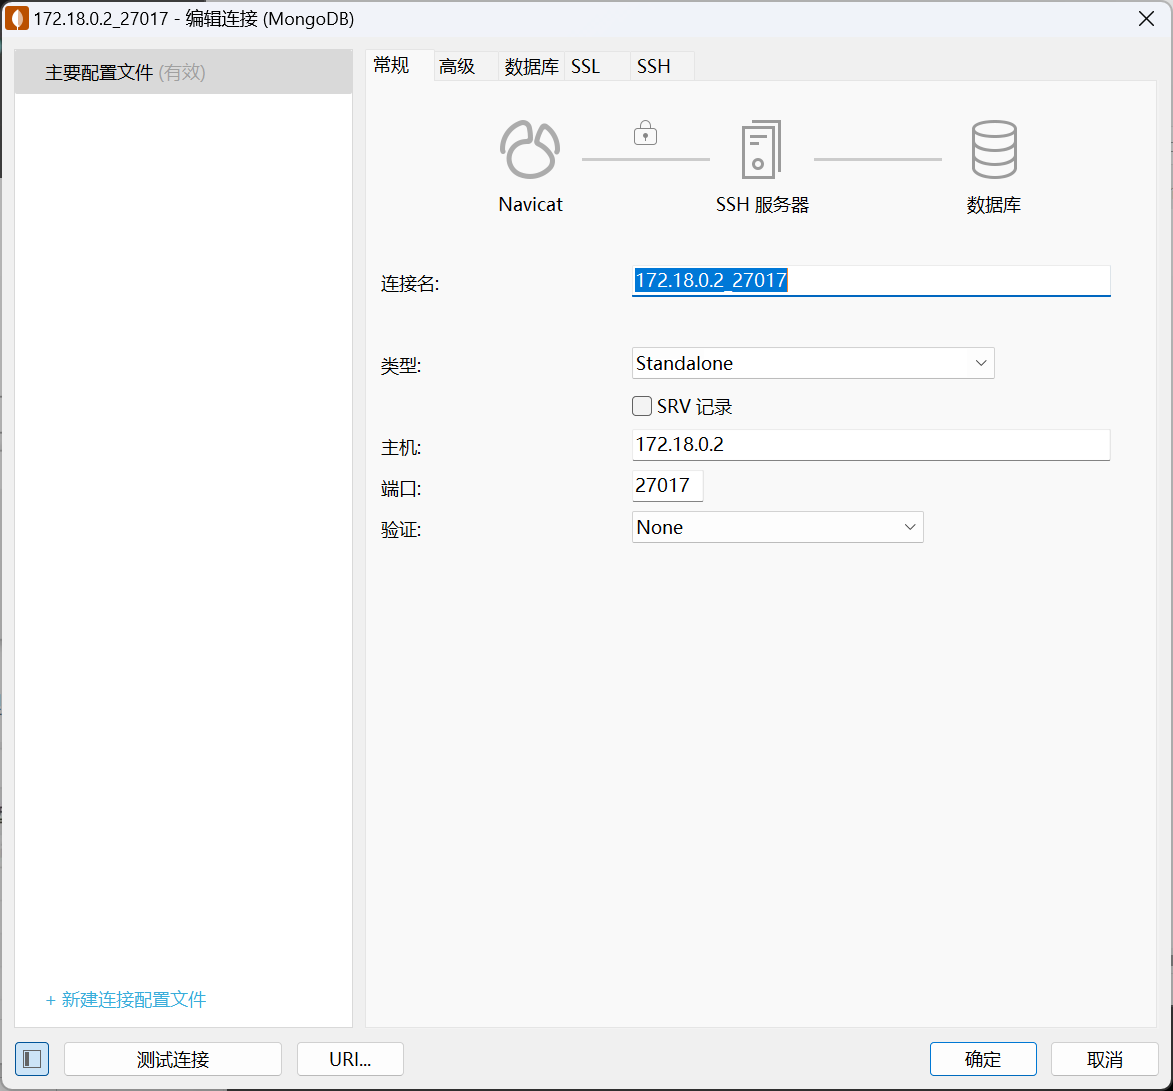 172.18.0.2_27017 - 编辑连接 (MongoDB)
主要配置文件 (有效)
常规 高级 数据库 SSL SSH
Navicat SSH 服务器 数据库
连接名: 172.18.0.2_27017
类型: Standalone
SRV 记录
主机: 172.18.0.2
端口: 27017
验证: None
+ 新建连接配置文件
测试连接 URI... 确定 取消